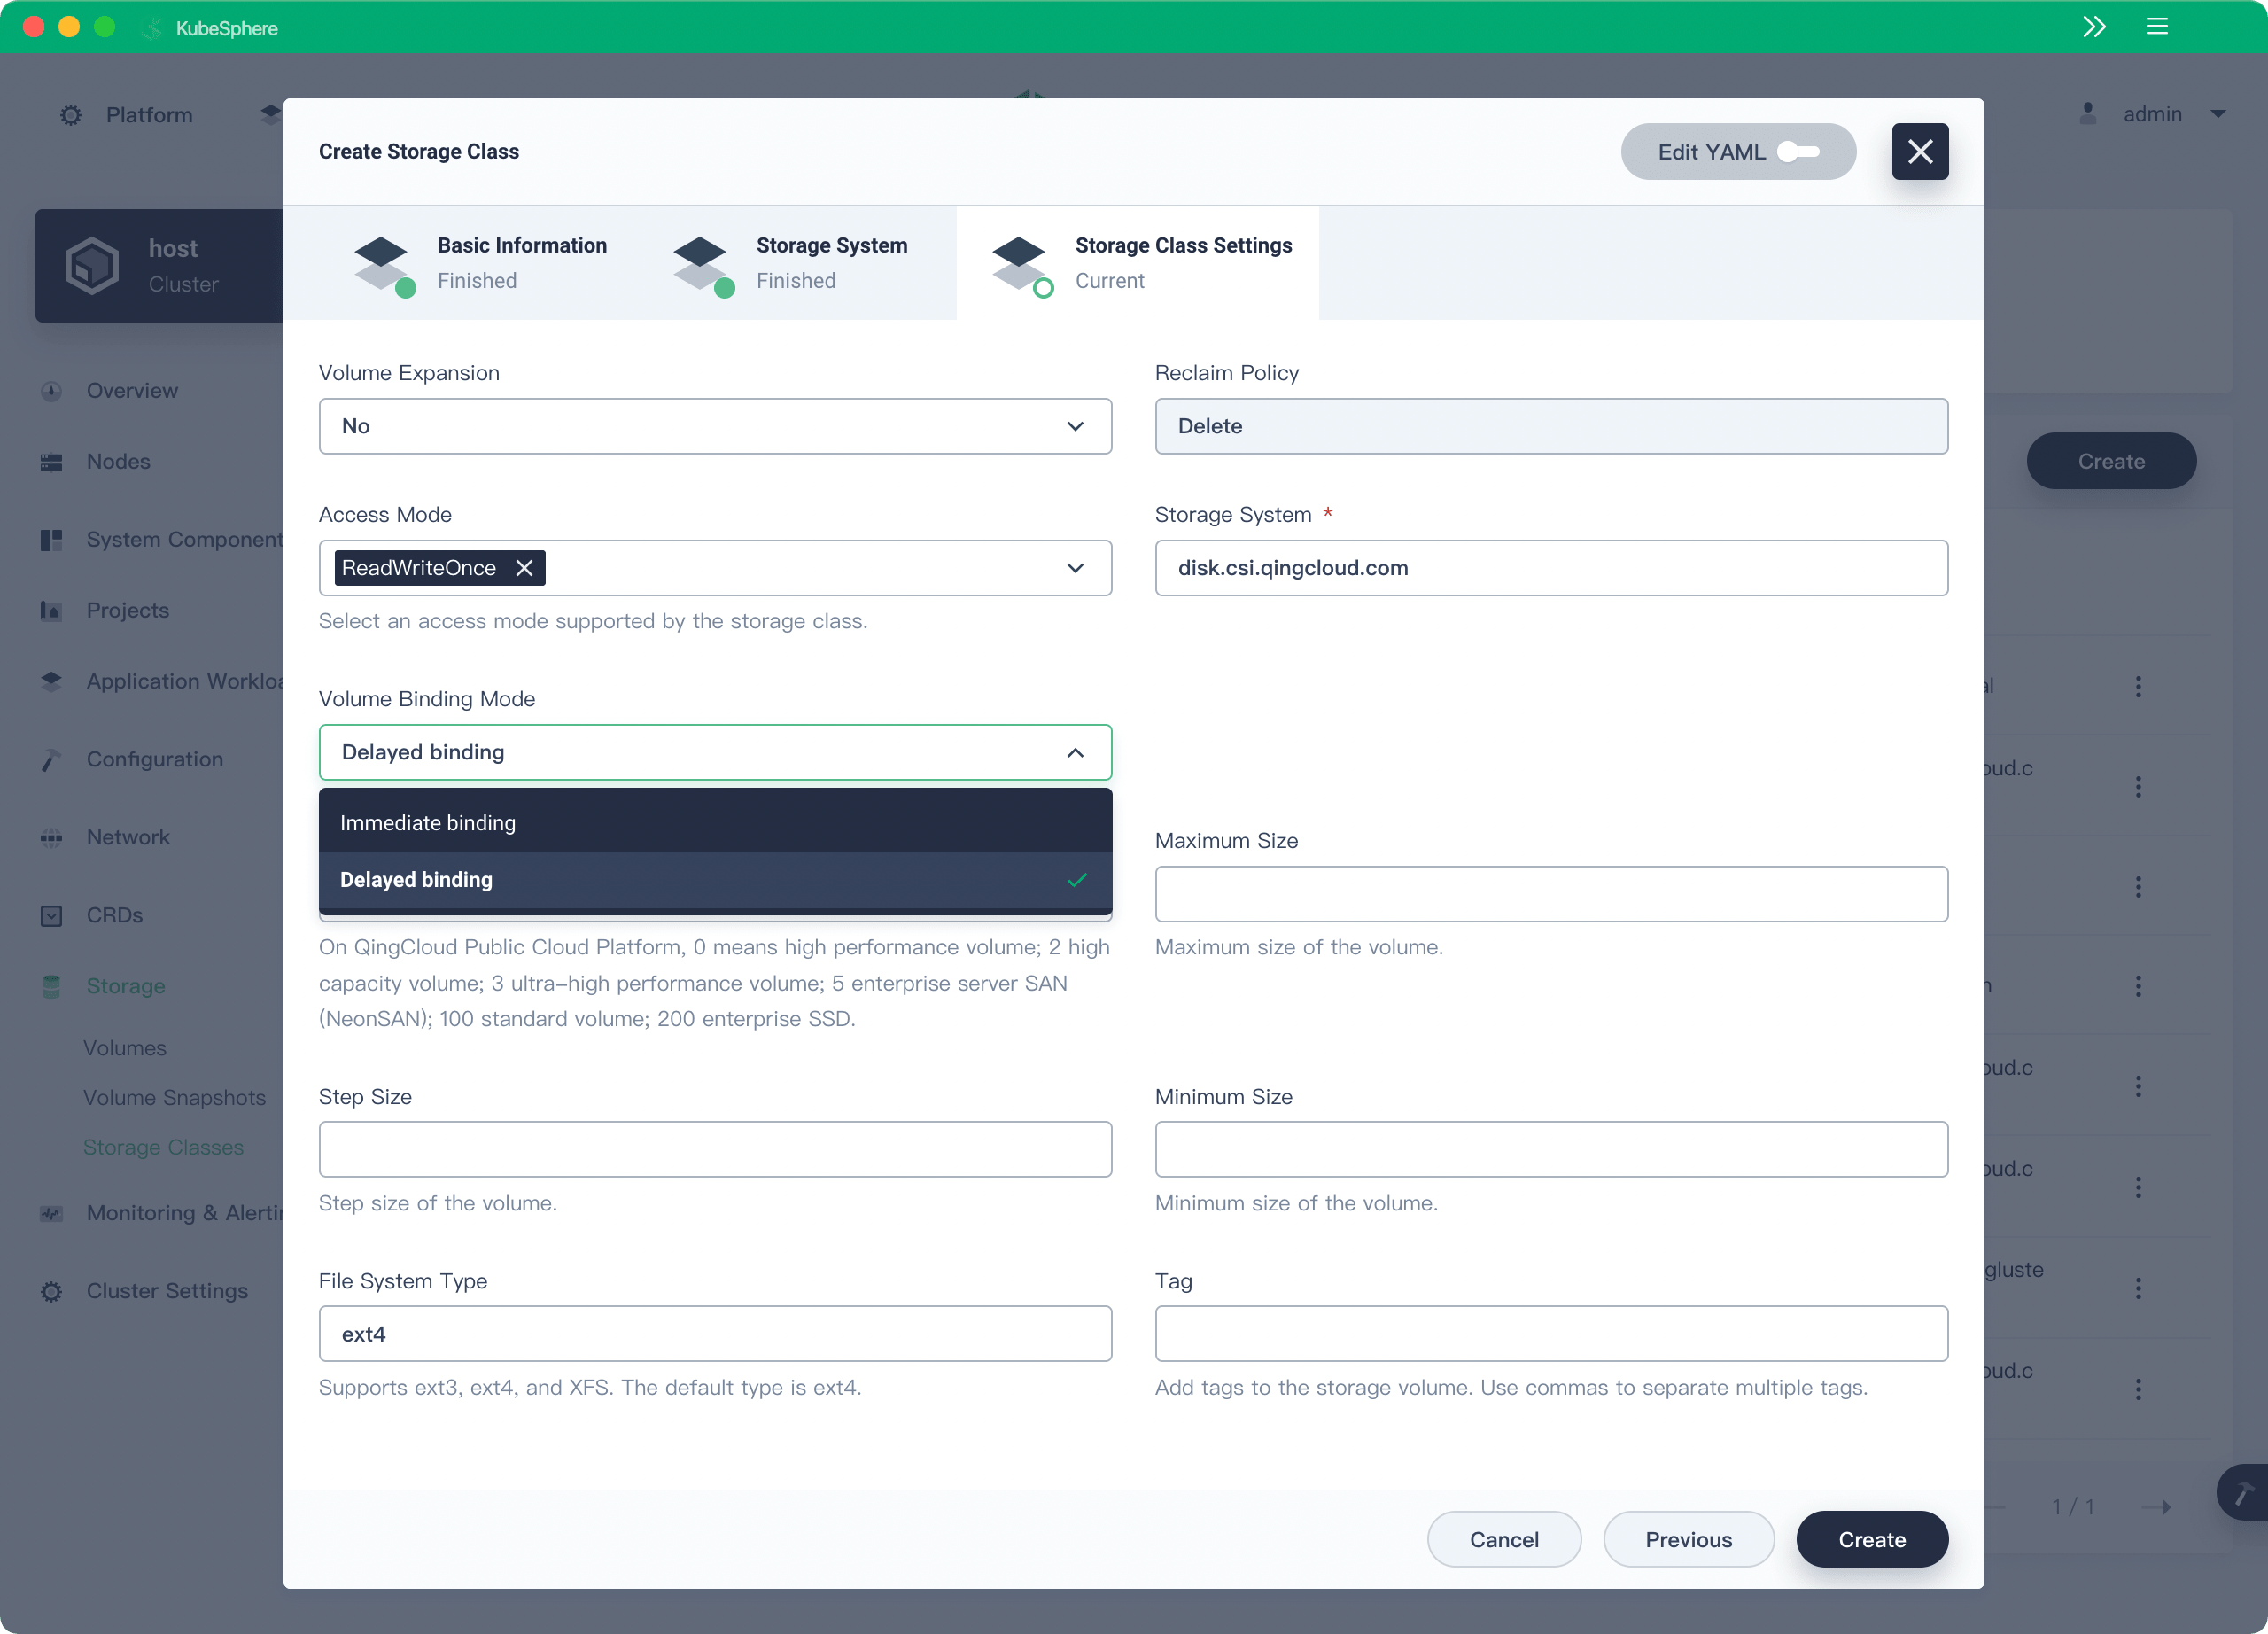 KubeSphere
Platform
admin
Create Storage Class
Edit YAML
host
Cluster
Basic Information
Finished
Storage System
Finished
Storage Class Settings
Current
Overview
Nodes
System Component
Projects
Application Workloa
Configuration
Network
CRDs
Storage
Volumes
Volume Snapshots
Storage Classes
Monitoring & Alertin
Cluster Settings
Volume Expansion
No
Reclaim Policy
Delete
Access Mode
ReadWriteOnce
Select an access mode supported by the storage class.
Storage System *
disk.csi.qingcloud.com
Volume Binding Mode
Delayed binding
Immediate binding
Delayed binding
Maximum Size
On QingCloud Public Cloud Platform, 0 means high performance volume; 2 high
capacity volume; 3 ultra-high performance volume; 5 enterprise server SAN
(NeonSAN); 100 standard volume; 200 enterprise SSD.
Maximum size of the volume.
Step Size
Step size of the volume.
Minimum Size
Minimum size of the volume.
File System Type
ext4
Supports ext3, ext4, and XFS. The default type is ext4.
Tag
Add tags to the storage volume. Use commas to separate multiple tags.
Cancel
Previous
Create
Create
oud.c
oud.c
oud.c
gluste
oud.c
1 / 1